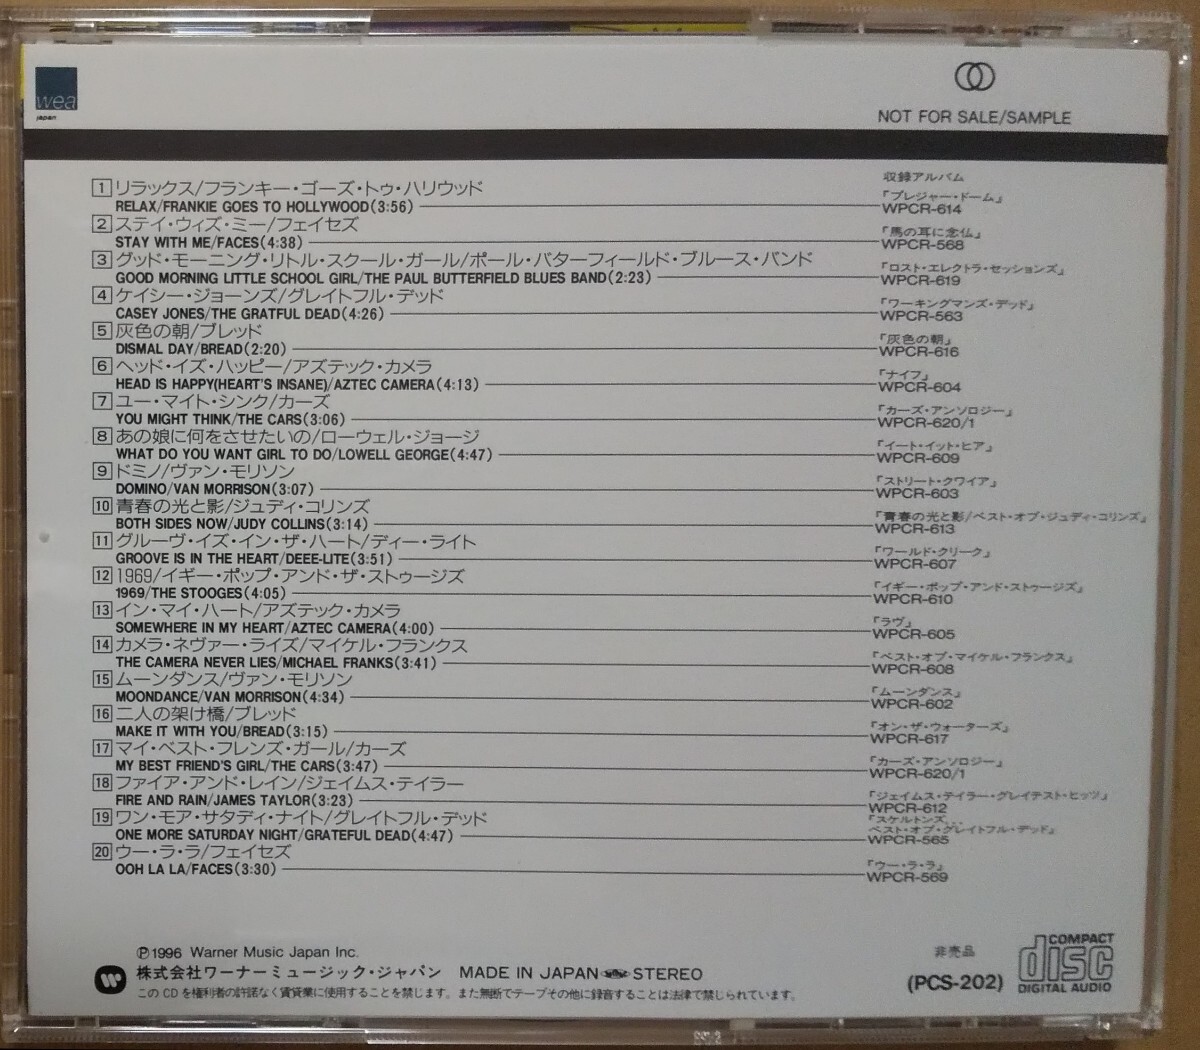 wea
japan
NOT FOR SALE/SAMPLE
収録アルバム
1 リラックス/フランキー・ゴーズ・トゥ・ハリウッド
RELAX/FRANKIE GOES TO HOLLYWOOD(3:56)
『プレジャー・ドーム』
WPCR-614
2 ステイ・ウィズ・ミー/フェイセズ
STAY WITH ME/FACES(4:38)
『馬の耳に念仏』
WPCR-568
3 グッド・モーニング・リトル・スクール・ガール/ポール・バターフィールド・ブルース・バンド
GOOD MORNING LITTLE SCHOOL GIRL/THE PAUL BUTTERFIELD BLUES BAND(2:23)
『ロスト・エレクトラ・セッションズ』
WPCR-619
4 ケイシー・ジョーンズ/グレイトフル・デッド
CASEY JONES/THE GRATFUL DEAD(4:26)
『ワーキングマンズ・デッド』
WPCR-563
5 灰色の朝/ブレッド
DISMAL DAY/BREAD(2:20)
『灰色の朝』
WPCR-616
6 ヘッド・イズ・ハッピー/アズテック・カメラ
HEAD IS HAPPY(HEART'S INSANE)/AZTEC CAMERA(4:13)
『ナイフ』
WPCR-604
7 ユー・マイト・シンク/カーズ
YOU MIGHT THINK/THE CARS(3:06)
『カーズ・アンソロジー』
WPCR-620/1
8 あの娘に何をさせたいの/ローウェル・ジョージ
WHAT DO YOU WANT GIRL TO DO/LOWELL GEORGE(4:47)
『イート・イット・ヒア』
WPCR-609
9 ドミノ/ヴァン・モリソン
DOMINO/VAN MORRISON(3:07)
『ストリート・クワイア』
WPCR-603
10 青春の光と影/ジュディ・コリンズ
BOTH SIDES NOW/JUDY COLLINS(3:14)
『青春の光と影/ベスト・オブ・ジュディ・コリンズ』
WPCR-613
11 グルーヴ・イズ・イン・ザ・ハート/ディー・ライト
GROOVE IS IN THE HEART/DEEE-LITE(3:51)
『ワールド・クリーク』
WPCR-607
12 1969/イギー・ポップ・アンド・ザ・ストゥージズ
1969/THE STOOGES(4:05)
『イギー・ポップ・アンド・ストゥージズ』
WPCR-610
13 イン・マイ・ハート/アズテック・カメラ
SOMEWHERE IN MY HEART/AZTEC CAMERA(4:00)
『ラヴ』
WPCR-605
14 カメラ・ネヴァー・ライズ/マイケル・フランクス
THE CAMERA NEVER LIES/MICHAEL FRANKS(3:41)
『ベスト・オブ・マイケル・フランクス』
WPCR-608
15 ムーンダンス/ヴァン・モリソン
MOONDANCE/VAN MORRISON(4:34)
『ムーンダンス』
WPCR-602
16 二人の架け橋/ブレッド
MAKE IT WITH YOU/BREAD(3:15)
『オン・ザ・ウォーターズ』
WPCR-617
17 マイ・ベスト・フレンズ・ガール/カーズ
MY BEST FRIEND'S GIRL/THE CARS(3:47)
『カーズ・アンソロジー』
WPCR-620/1
18 ファイア・アンド・レイン/ジェイムス・テイラー
FIRE AND RAIN/JAMES TAYLOR(3:23)
『ジェイムス・テイラー・グレイテスト・ヒッツ』
WPCR-612
19 ワン・モア・サタディ・ナイト/グレイトフル・デッド
ONE MORE SATURDAY NIGHT/GRATEFUL DEAD(4:47)
『スケルトンズ...
ベスト・オブ・グレイトフル・デッド』
WPCR-565
20 ウー・ラ・ラ/フェイセズ
OOH LA LA/FACES(3:30)
『ウー・ラ・ラ』
WPCR-569
℗1996 Warner Music Japan Inc.
株式会社ワーナーミュージック・ジャパン MADE IN JAPAN STEREO
このCDを権利者の許諾なく賃貸業に使用することを禁じます。また無断でテープその他に録音することは法律で禁じられています。
非売品
(PCS-202)
COMPACT
disc
DIGITAL AUDIO